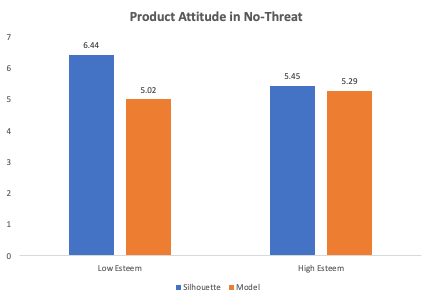 Product Attitude in No-Threat
7
6
5
4
3
2
1
0
6.44
5.02
5.45
5.29
Low Esteem
High Esteem
Silhouette
Model